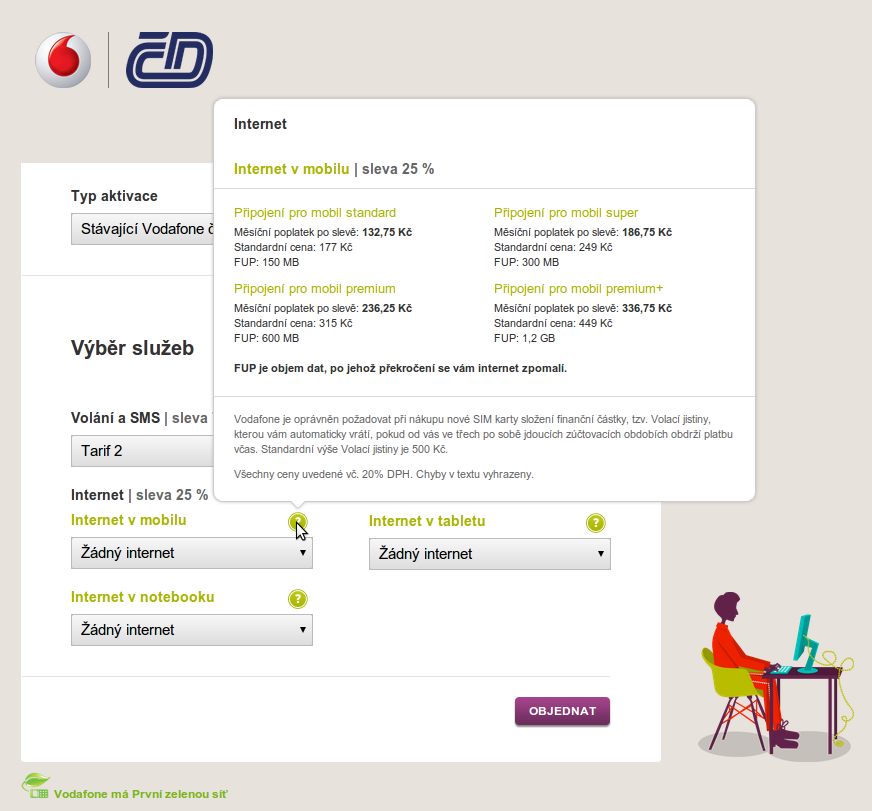 ČD
Internet
Internet v mobilu | sleva 25 %
Typ aktivace
Stávající Vodafone č
Připojení pro mobil standard
Měsíční poplatek po slevě: 132,75 Kč
Standardní cena: 177 Kč
FUP: 150 MB
Připojení pro mobil super
Měsíční poplatek po slevě: 186,75 Kč
Standardní cena: 249 Kč
FUP: 300 MB
Připojení pro mobil premium
Měsíční poplatek po slevě: 236,25 Kč
Standardní cena: 315 Kč
FUP: 600 MB
Připojení pro mobil premium+
Měsíční poplatek po slevě: 336,75 Kč
Standardní cena: 449 Kč
FUP: 1,2 GB
FUP je objem dat, po jehož překročení se vám internet zpomalí.
Vodafone je oprávněn požadovat při nákupu nové SIM karty složení finanční částky, tzv. Volací jistiny,
kterou vám automaticky vrátí, pokud od vás ve třech po sobě jdoucích zúčtovacích obdobích obdrží platbu
včas. Standardní výše Volací jistiny je 500 Kč.
Všechny ceny uvedené vč. 20% DPH. Chyby v textu vyhrazeny.
Výběr služeb
Volání a SMS | sleva
Tarif 2
Internet | sleva 25 %
Internet v mobilu ?
Žádný internet
Internet v tabletu ?
Žádný internet
Internet v notebooku ?
Žádný internet
OBJEDNAT
Vodafone má První zelenou síť